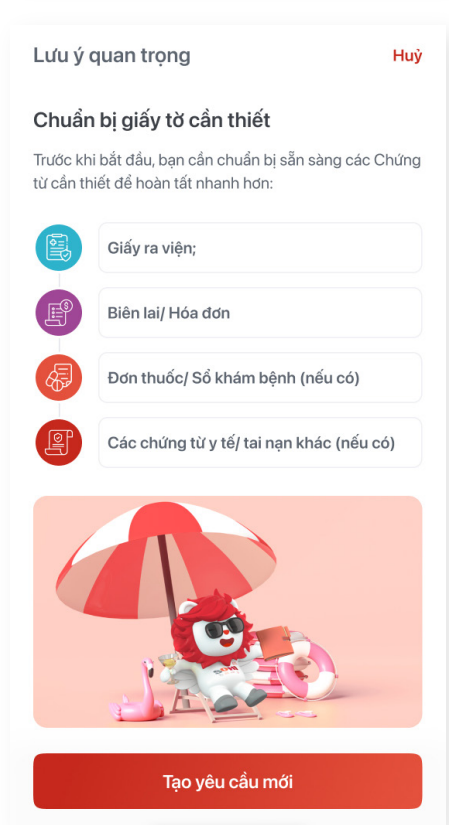 Lưu ý quan trọng
Huỷ
Chuẩn bị giấy tờ cần thiết
Trước khi bắt đầu, bạn cần chuẩn bị sẵn sàng các Chứng
từ cần thiết để hoàn tất nhanh hơn:
Giấy ra viện;
Biên lai/ Hóa đơn
Đơn thuốc/ Sổ khám bệnh (nếu có)
Các chứng từ y tế/ tai nạn khác (nếu có)
Tạo yêu cầu mới